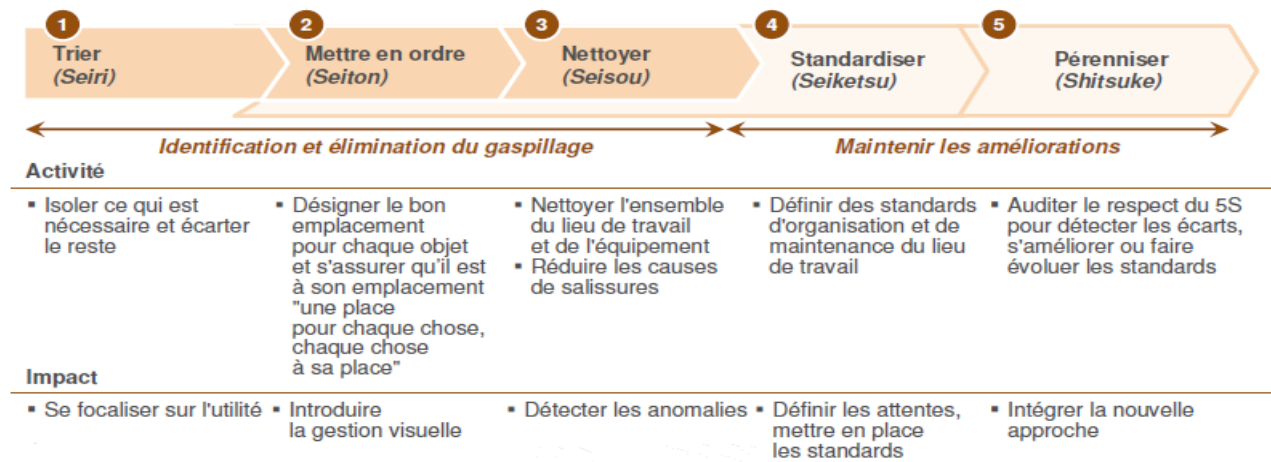 1
Trier
(Seiri)
2
Mettre en ordre
(Seiton)
3
Nettoyer
(Seisou)
4
Standardiser
(Seiketsu)
5
Pérenniser
(Shitsuke)
Identification et élimination du gaspillage
Maintenir les améliorations
Activité
▪ Isoler ce qui est
nécessaire et écarter
le reste
▪ Désigner le bon
emplacement
pour chaque objet
et s'assurer qu'il est
à son emplacement
"une place
pour chaque chose,
chaque chose
à sa place"
▪ Nettoyer l'ensemble
du lieu de travail
et de l'équipement
▪ Réduire les causes
de salissures
▪ Définir des standards
d'organisation et de
maintenance du lieu
de travail
▪ Auditer le respect du 5S
pour détecter les écarts,
s'améliorer ou faire
évoluer les standards
Impact
▪ Se focaliser sur l'utilité
▪ Introduire
la gestion visuelle
▪ Détecter les anomalies
▪ Définir les attentes,
mettre en place
les standards
▪ Intégrer la nouvelle
approche